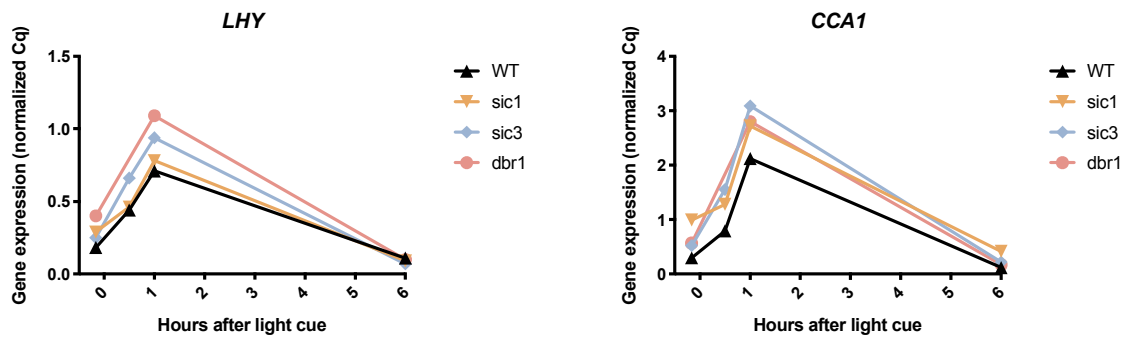 LHY
Gene expression (normalized Cq)
1.5
1.0
0.5
0.0
0
1
2
3
4
5
6
Hours after light cue
WT
sic1
sic3
dbr1
CCA1
Gene expression (normalized Cq)
4
3
2
1
0
0
1
2
3
4
5
6
Hours after light cue
WT
sic1
sic3
dbr1